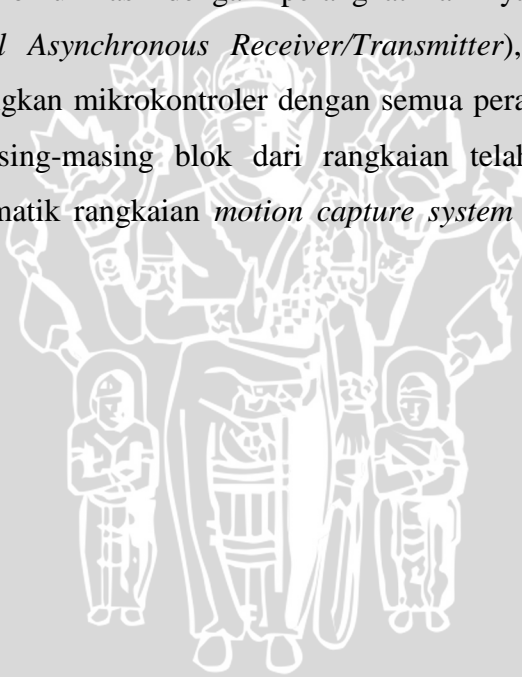 dengan
l Asynchronous Receiver/Transmitter),
gkan mikrokontroler dengan semua pera
sing-masing blok dari rangkaian telah
matik rangkaian motion capture system